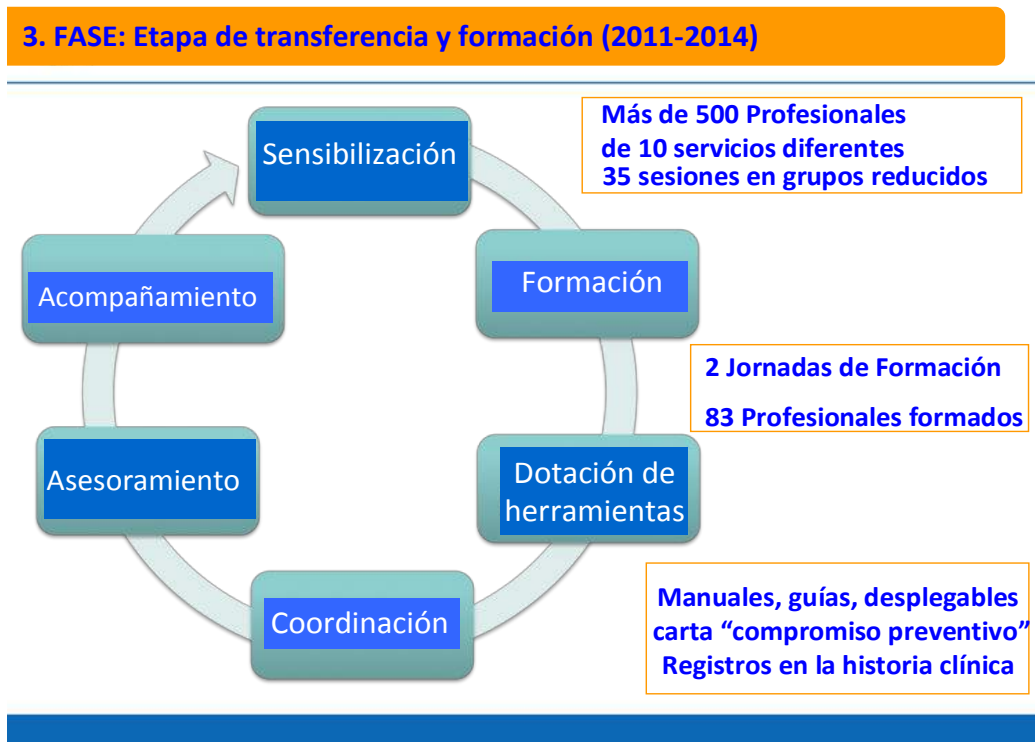 3. FASE: Etapa de transferencia y formación (2011-2014)
Sensibilización
Más de 500 Profesionales
de 10 servicios diferentes
35 sesiones en grupos reducidos
Formación
2 Jornadas de Formación
83 Profesionales formados
Dotación de
herramientas
Manuales, guías, desplegables
carta “compromiso preventivo”
Registros en la historia clínica
Coordinación
Asesoramiento
Acompañamiento